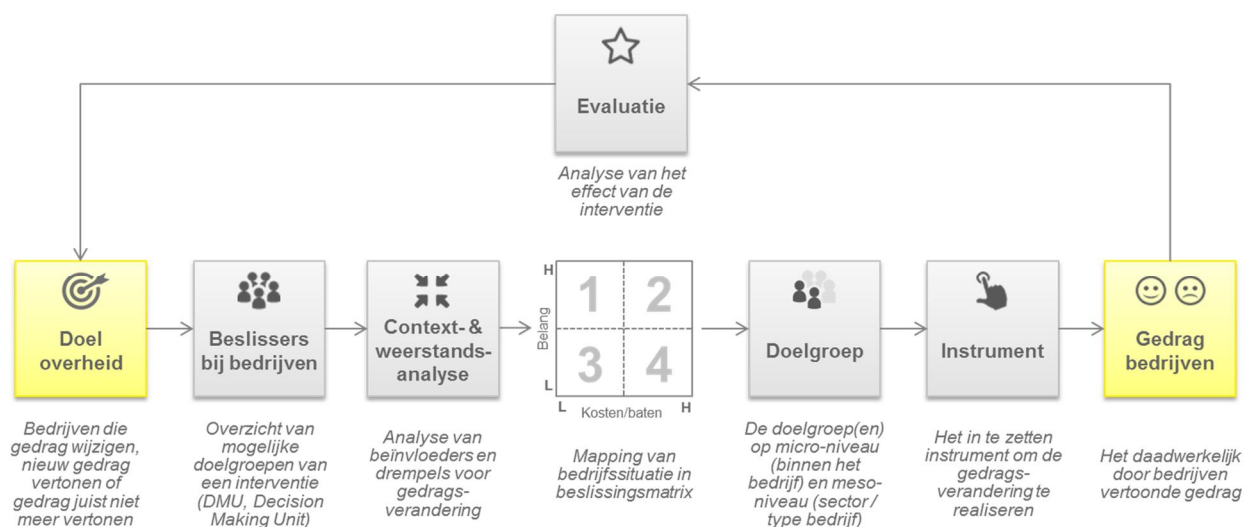 Evaluatie
Analyse van het
effect van de
interventie
Doel
overheid
Bedrijven die
gedrag wijzigen,
nieuw gedrag
vertonen of
gedrag juist niet
meer vertonen
Beslissers
bij bedrijven
Overzicht van
mogelijke
doelgroepen van
een interventie
(DMU, Decision
Making Unit)
Context- &
weerstands-
analyse
Analyse van
beïnvloeders en
drempels voor
gedrags-
verandering
H
Belang
L
1 2
3 4
L Kosten/baten H
Mapping van
bedrijfssituatie in
beslissingsmatrix
Doelgroep
De doelgroep(en)
op micro-niveau
(binnen het
bedrijf) en meso-
niveau (sector /
type bedrijf)
Instrument
Het in te zetten
instrument om de
gedrags-
verandering te
realiseren
Gedrag
bedrijven
Het daadwerkelijk
door bedrijven
vertoonde gedrag